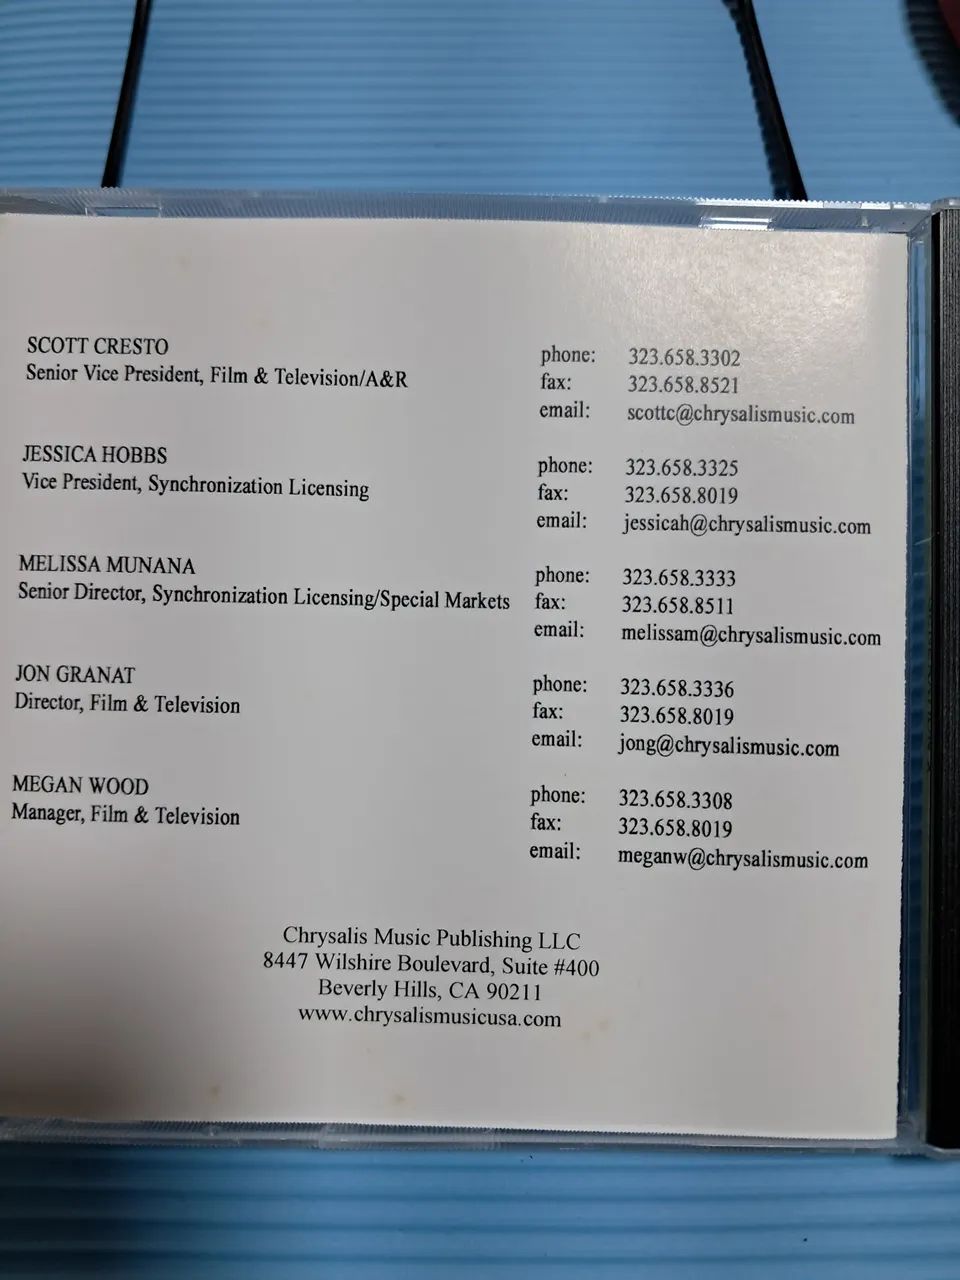 SCOTT CRESTO
Senior Vice President, Film & Television/A&R
phone: 323.658.3302
fax: 323.658.8521
email: scottc@chrysalismusic.com
JESSICA HOBBS
Vice President, Synchronization Licensing
phone: 323.658.3325
fax: 323.658.8019
email: jessicah@chrysalismusic.com
MELISSA MUNANA
Senior Director, Synchronization Licensing/Special Markets
phone: 323.658.3333
fax: 323.658.8511
email: melissam@chrysalismusic.com
JON GRANAT
Director, Film & Television
phone: 323.658.3336
fax: 323.658.8019
email: jong@chrysalismusic.com
MEGAN WOOD
Manager, Film & Television
phone: 323.658.3308
fax: 323.658.8019
email: meganw@chrysalismusic.com
Chrysalis Music Publishing LLC
8447 Wilshire Boulevard, Suite #400
Beverly Hills, CA 90211
www.chrysalismusicusa.com